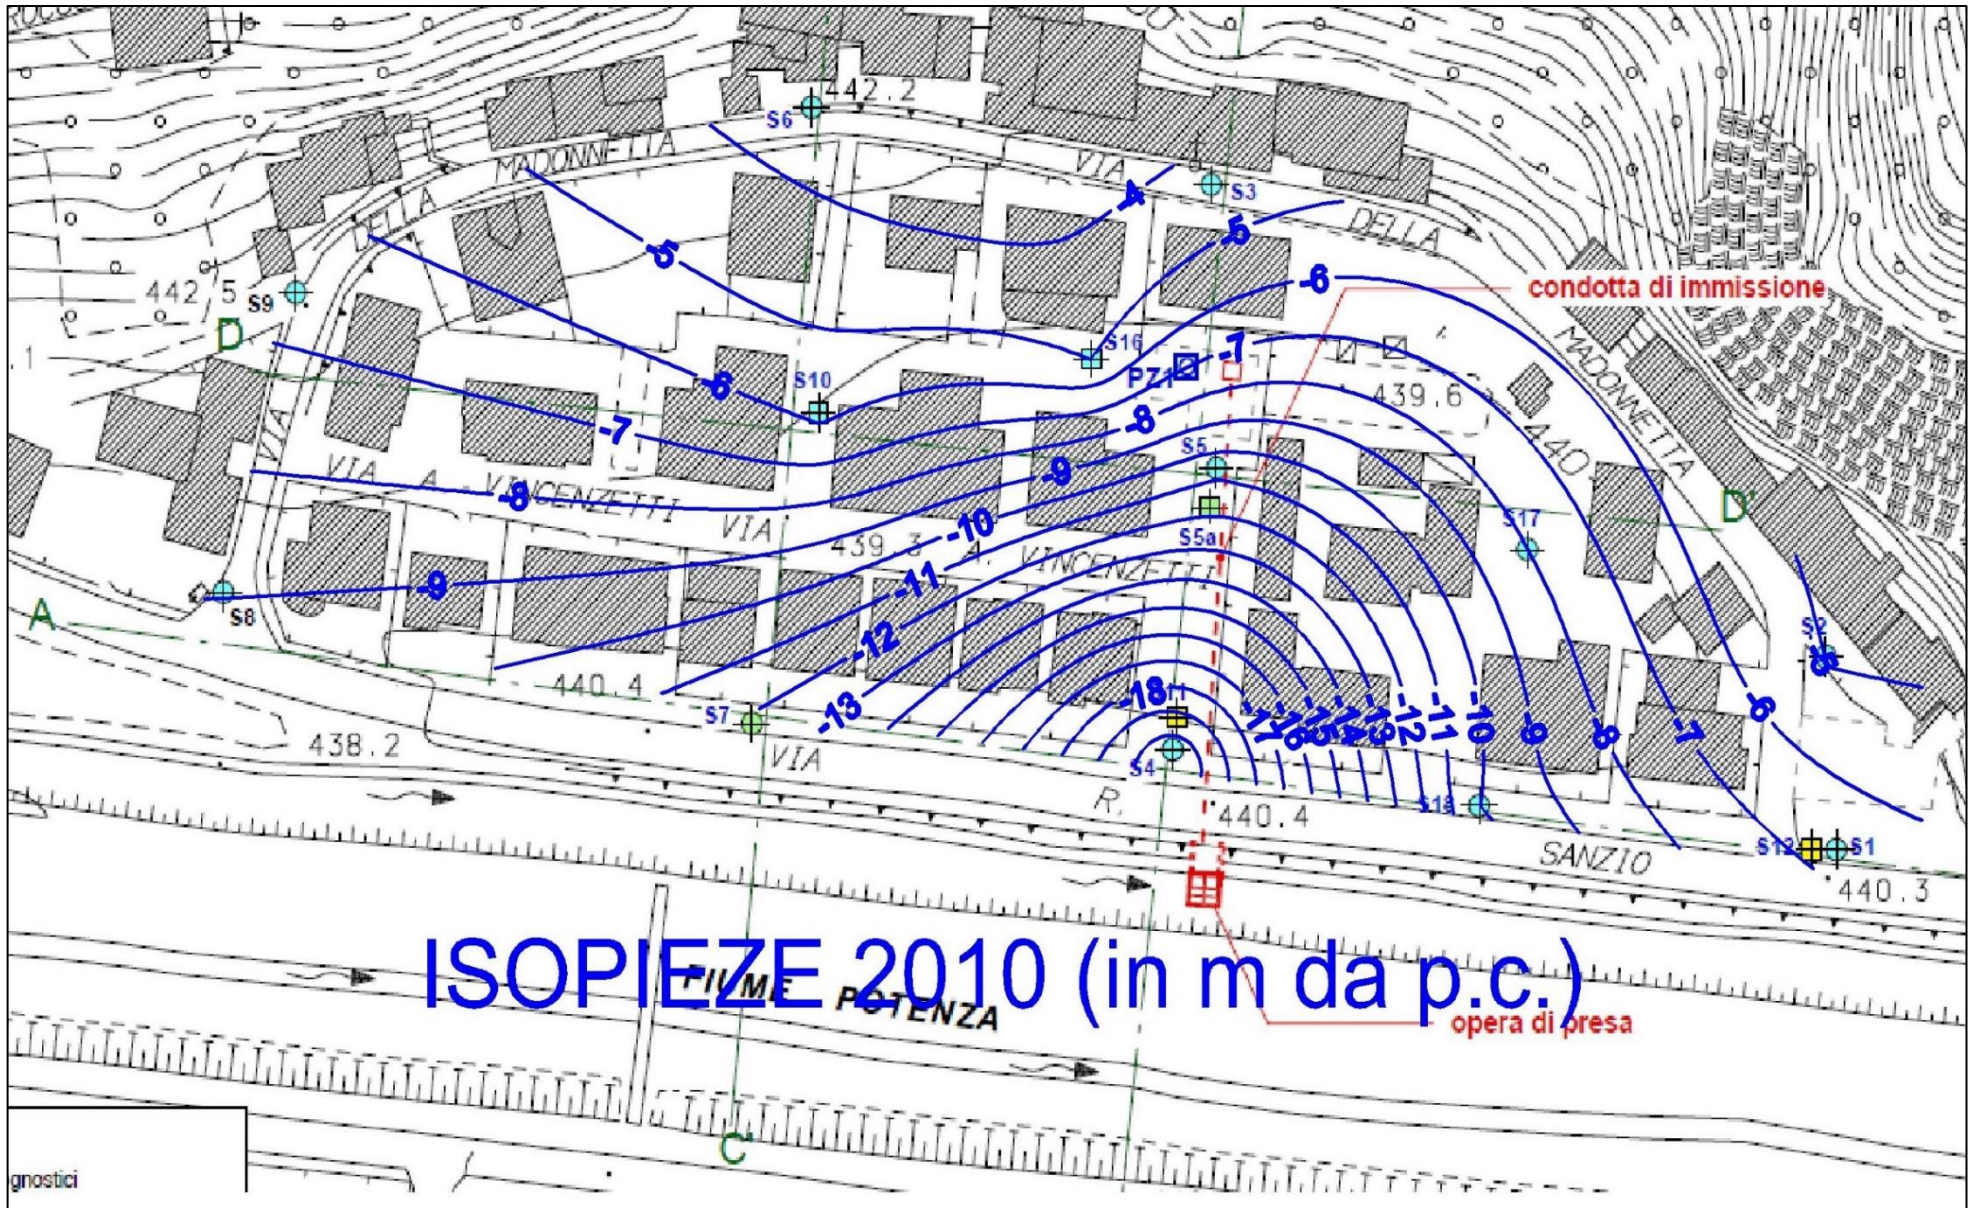 442.2
S6
MADONNETTA
VIA
DELLA
-4
S3
-5
DELLA
-5
442 5
S9
D
-6
condotta di immissione
S16
PZ1
-7
MADONNETTA
-6
S10
439.6
-8
-7
VIA
VIA A. VINCENZETTI
-8
S5
-9
440
D'
-10
VIA
439.3
A. VINCENZETTI
S5a
S17
-11
-9
S8
A
-12
S2
-5
440.4
S7
-13
-18
-17
-16
-15
-14
-13
-12
-11
-10
-9
-8
-7
-6
438.2
VIA
S4
R.
440.4
S18
SANZIO
S12
S1
440.3
ISOPIEZE 2010 (in m da p.c.)
FIUME POTENZA
opera di presa
C'
gnostici